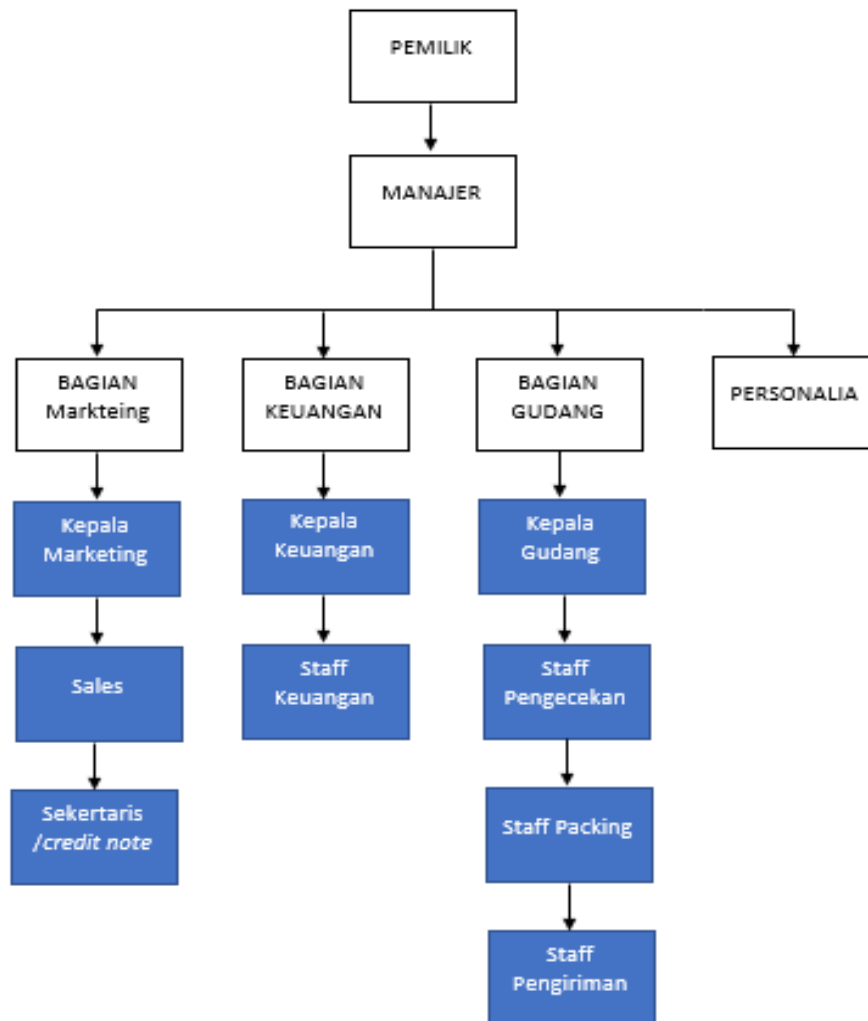 PEMILIK
MANAJER
BAGIAN
Markteing
BAGIAN
KEUANGAN
BAGIAN
GUDANG
PERSONALIA
Kepala
Marketing
Kepala
Keuangan
Kepala
Gudang
Sales
Staff
Keuangan
Staff
Pengecekan
Sekertaris
/credit note
Staff Packing
Staff
Pengiriman